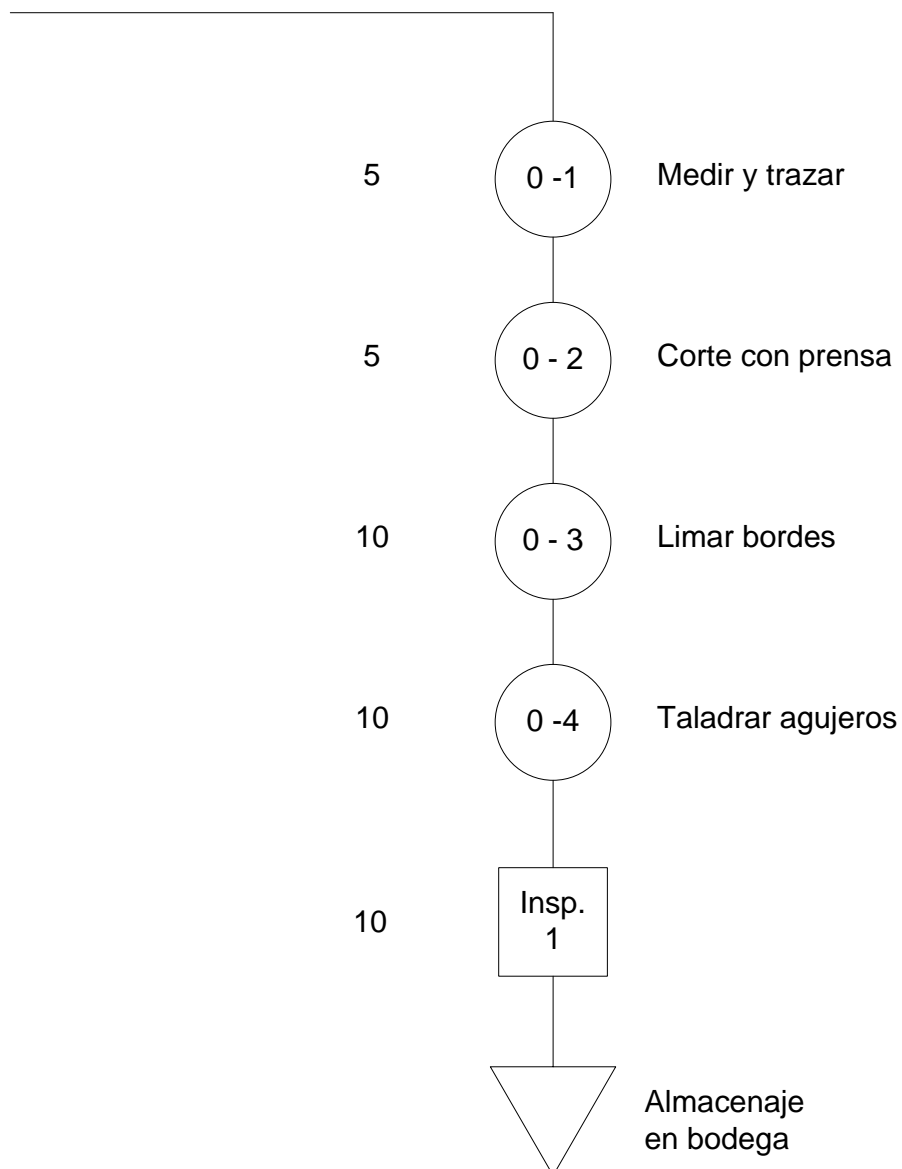 5 0 -1 Medir y trazar
5 0 - 2 Corte con prensa
10 0 - 3 Limar bordes
10 0 -4 Taladrar agujeros
10 Insp.
1
Almacenaje
en bodega